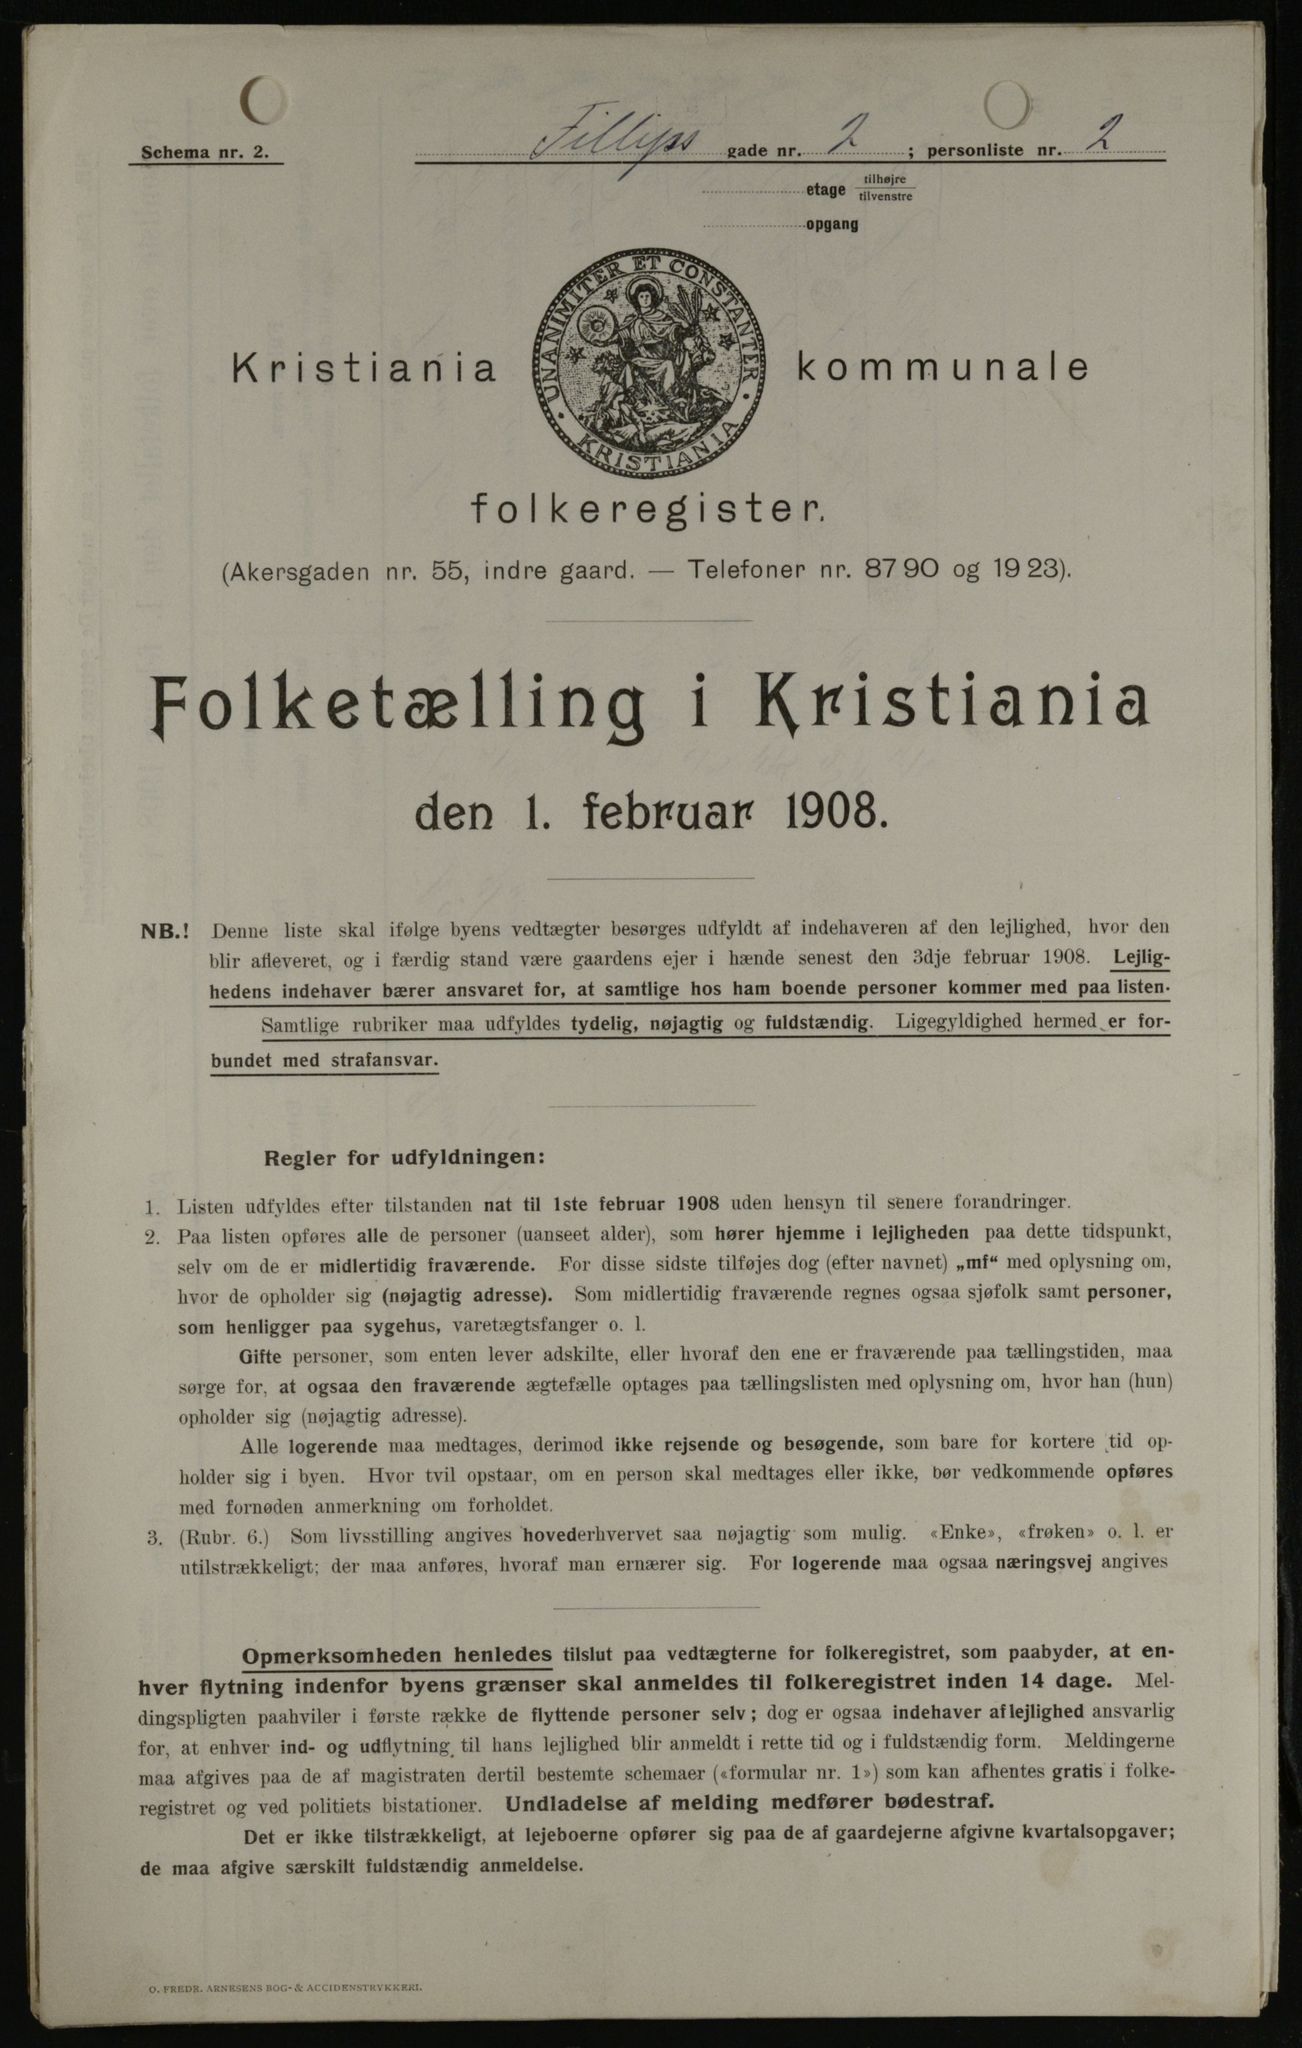 Schema nr. 2.
Fillips gade nr. 2 ; personliste nr. 2
etage tilhøjre
tilvenstre
opgang
UNANIMITER ET CONSTANTER · KRISTIANIA ·
Kristiania kommunale
folkeregister.
(Akersgaden nr. 55, indre gaard. — Telefoner nr. 87 90 og 19 23).
Folketælling i Kristiania
den 1. februar 1908.
NB.! Denne liste skal ifølge byens vedtægter besørges udfyldt af indehaveren af den lejlighed, hvor den
blir afleveret, og i færdig stand være gaardens ejer i hænde senest den 3dje februar 1908. Lejlig-
hedens indehaver bærer ansvaret for, at samtlige hos ham boende personer kommer med paa listen.
Samtlige rubriker maa udfyldes tydelig, nøjagtig og fuldstændig. Ligegyldighed hermed er for-
bundet med strafansvar.
Regler for udfyldningen:
1. Listen udfyldes efter tilstanden nat til 1ste februar 1908 uden hensyn til senere forandringer.
2. Paa listen opføres alle de personer (uanseet alder), som hører hjemme i lejligheden paa dette tidspunkt,
selv om de er midlertidig fraværende. For disse sidste tilføjes dog (efter navnet) „mf“ med oplysning om,
hvor de opholder sig (nøjagtig adresse). Som midlertidig fraværende regnes ogsaa sjøfolk samt personer,
som henligger paa sygehus, varetægtsfanger o. l.
Gifte personer, som enten lever adskilte, eller hvoraf den ene er fraværende paa tællingstiden, maa
sørge for, at ogsaa den fraværende ægtefælle optages paa tællingslisten med oplysning om, hvor han (hun)
opholder sig (nøjagtig adresse).
Alle logerende maa medtages, derimod ikke rejsende og besøgende, som bare for kortere tid op-
holder sig i byen. Hvor tvil opstaar, om en person skal medtages eller ikke, bør vedkommende opføres
med fornøden anmerkning om forholdet.
3. (Rubr. 6.) Som livsstilling angives hovederhvervet saa nøjagtig som mulig. «Enke», «frøken» o. l. er
utilstrækkeligt; der maa anføres, hvoraf man ernærer sig. For logerende maa ogsaa næringsvej angives
Opmerksomheden henledes tilslut paa vedtægterne for folkeregistret, som paabyder, at en-
hver flytning indenfor byens grænser skal anmeldes til folkeregistret inden 14 dage. Mel-
dingspligten paahviler i første række de flyttende personer selv; dog er ogsaa indehaver af lejlighed ansvarlig
for, at enhver ind- og udflytning til hans lejlighed blir anmeldt i rette tid og i fuldstændig form. Meldingerne
maa afgives paa de af magistraten dertil bestemte schemaer («formular nr. 1») som kan afhentes gratis i folke-
registret og ved politiets bistationer. Undladelse af melding medfører bødestraf.
Det er ikke tilstrækkeligt, at lejeboerne opfører sig paa de af gaardejerne afgivne kvartalsopgaver;
de maa afgive særskilt fuldstændig anmeldelse.
O. FREDR. ARNESENS BOG- & ACCIDENSTRYKKERI.